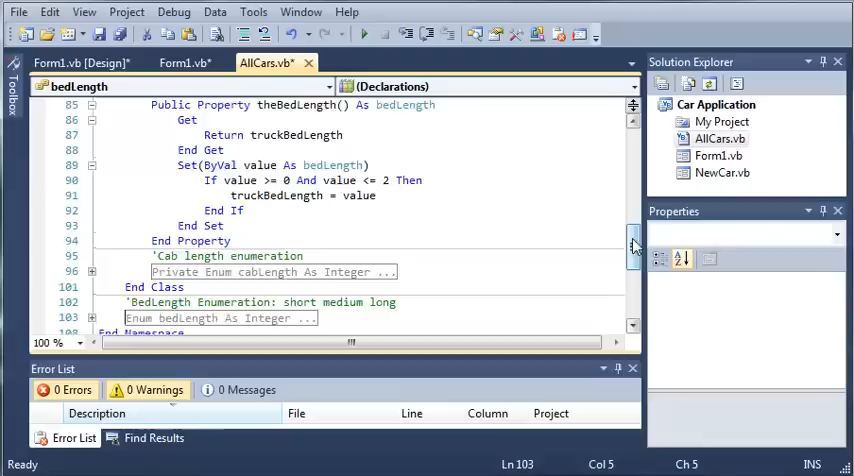 File Edit View Project Debug Data Tools Window Help
Form1.vb [Design]* Form1.vb* AllCars.vb*
bedLength (Declarations)
Toolbox
85 Public Property theBedLength() As bedLength
86 Get
87 Return truckBedLength
88 End Get
89 Set(ByVal value As bedLength)
90 If value >= 0 And value <= 2 Then
91 truckBedLength = value
92 End If
93 End Set
94 End Property
95 'Cab length enumeration
96 Private Enum cabLength As Integer ...
101 End Class
102 'BedLength Enumeration: short medium long
103 Enum bedLength As Integer ...
108 End Namespace
100 %
Solution Explorer
Car Application
My Project
AllCars.vb
Form1.vb
NewCar.vb
Properties
Error List
0 Errors 0 Warnings 0 Messages
Description File Line Column Project
Error List Find Results
Ready Ln 103 Col 5 Ch 5 INS